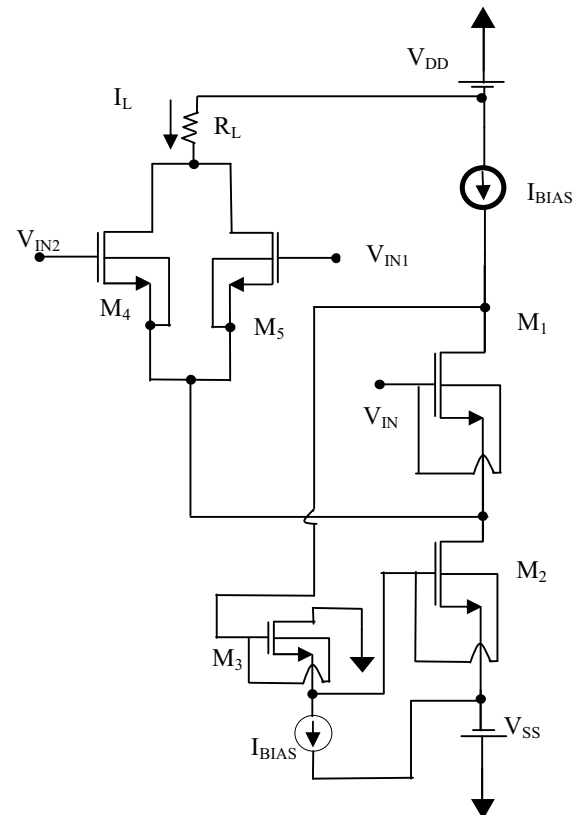 V_DD
I_L
R_L
I_BIAS
V_IN2
V_IN1
M_4
M_5
M_1
V_IN
M_2
M_3
I_BIAS
V_SS